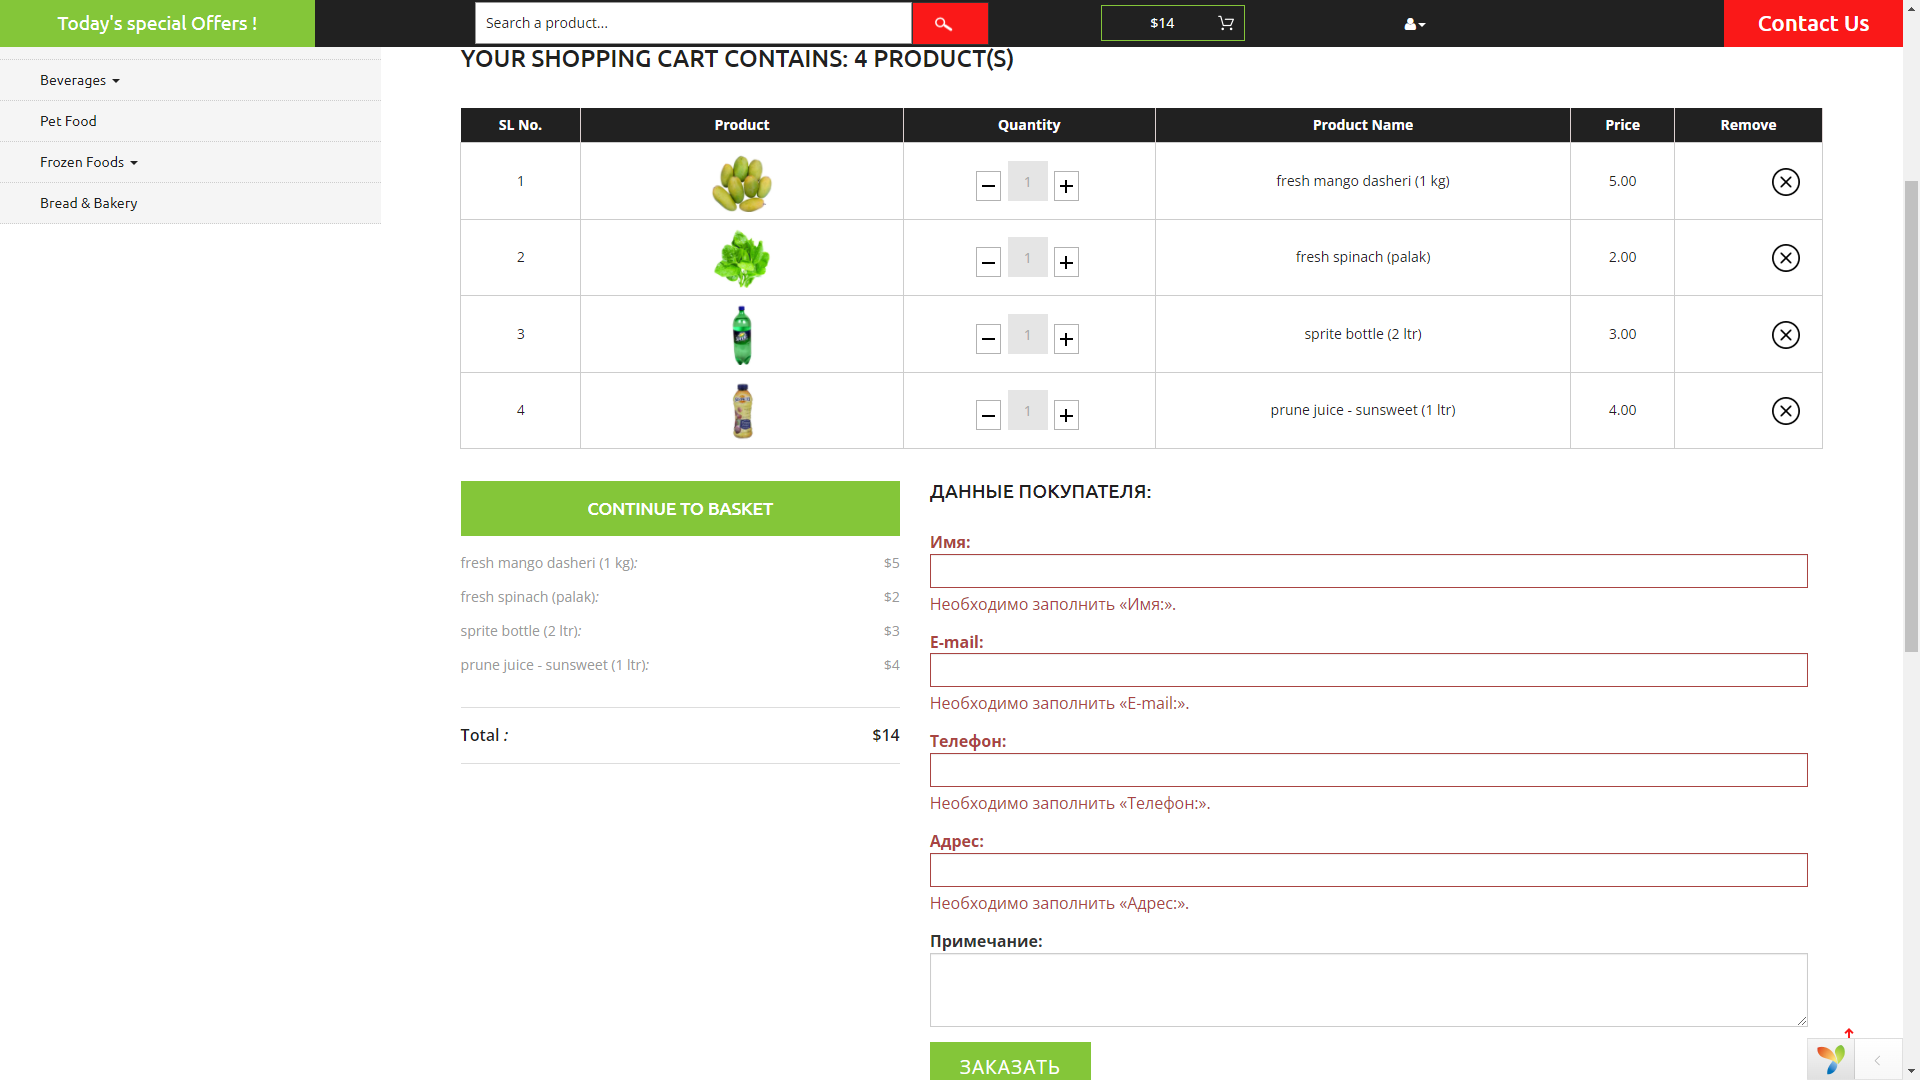 Today's special Offers !
Search a product...
$14
Contact Us
Beverages
Pet Food
Frozen Foods
Bread & Bakery
YOUR SHOPPING CART CONTAINS: 4 PRODUCT(S)
SL No. Product Quantity Product Name Price Remove
1 1 fresh mango dasheri (1 kg) 5.00
2 1 fresh spinach (palak) 2.00
3 1 sprite bottle (2 ltr) 3.00
4 1 prune juice - sunsweet (1 ltr) 4.00
CONTINUE TO BASKET
fresh mango dasheri (1 kg): $5
fresh spinach (palak): $2
sprite bottle (2 ltr): $3
prune juice - sunsweet (1 ltr): $4
Total : $14
ДАННЫЕ ПОКУПАТЕЛЯ:
Имя:
Необходимо заполнить «Имя:».
E-mail:
Необходимо заполнить «E-mail:».
Телефон:
Необходимо заполнить «Телефон:».
Адрес:
Необходимо заполнить «Адрес:».
Примечание:
ЗАКАЗАТЬ